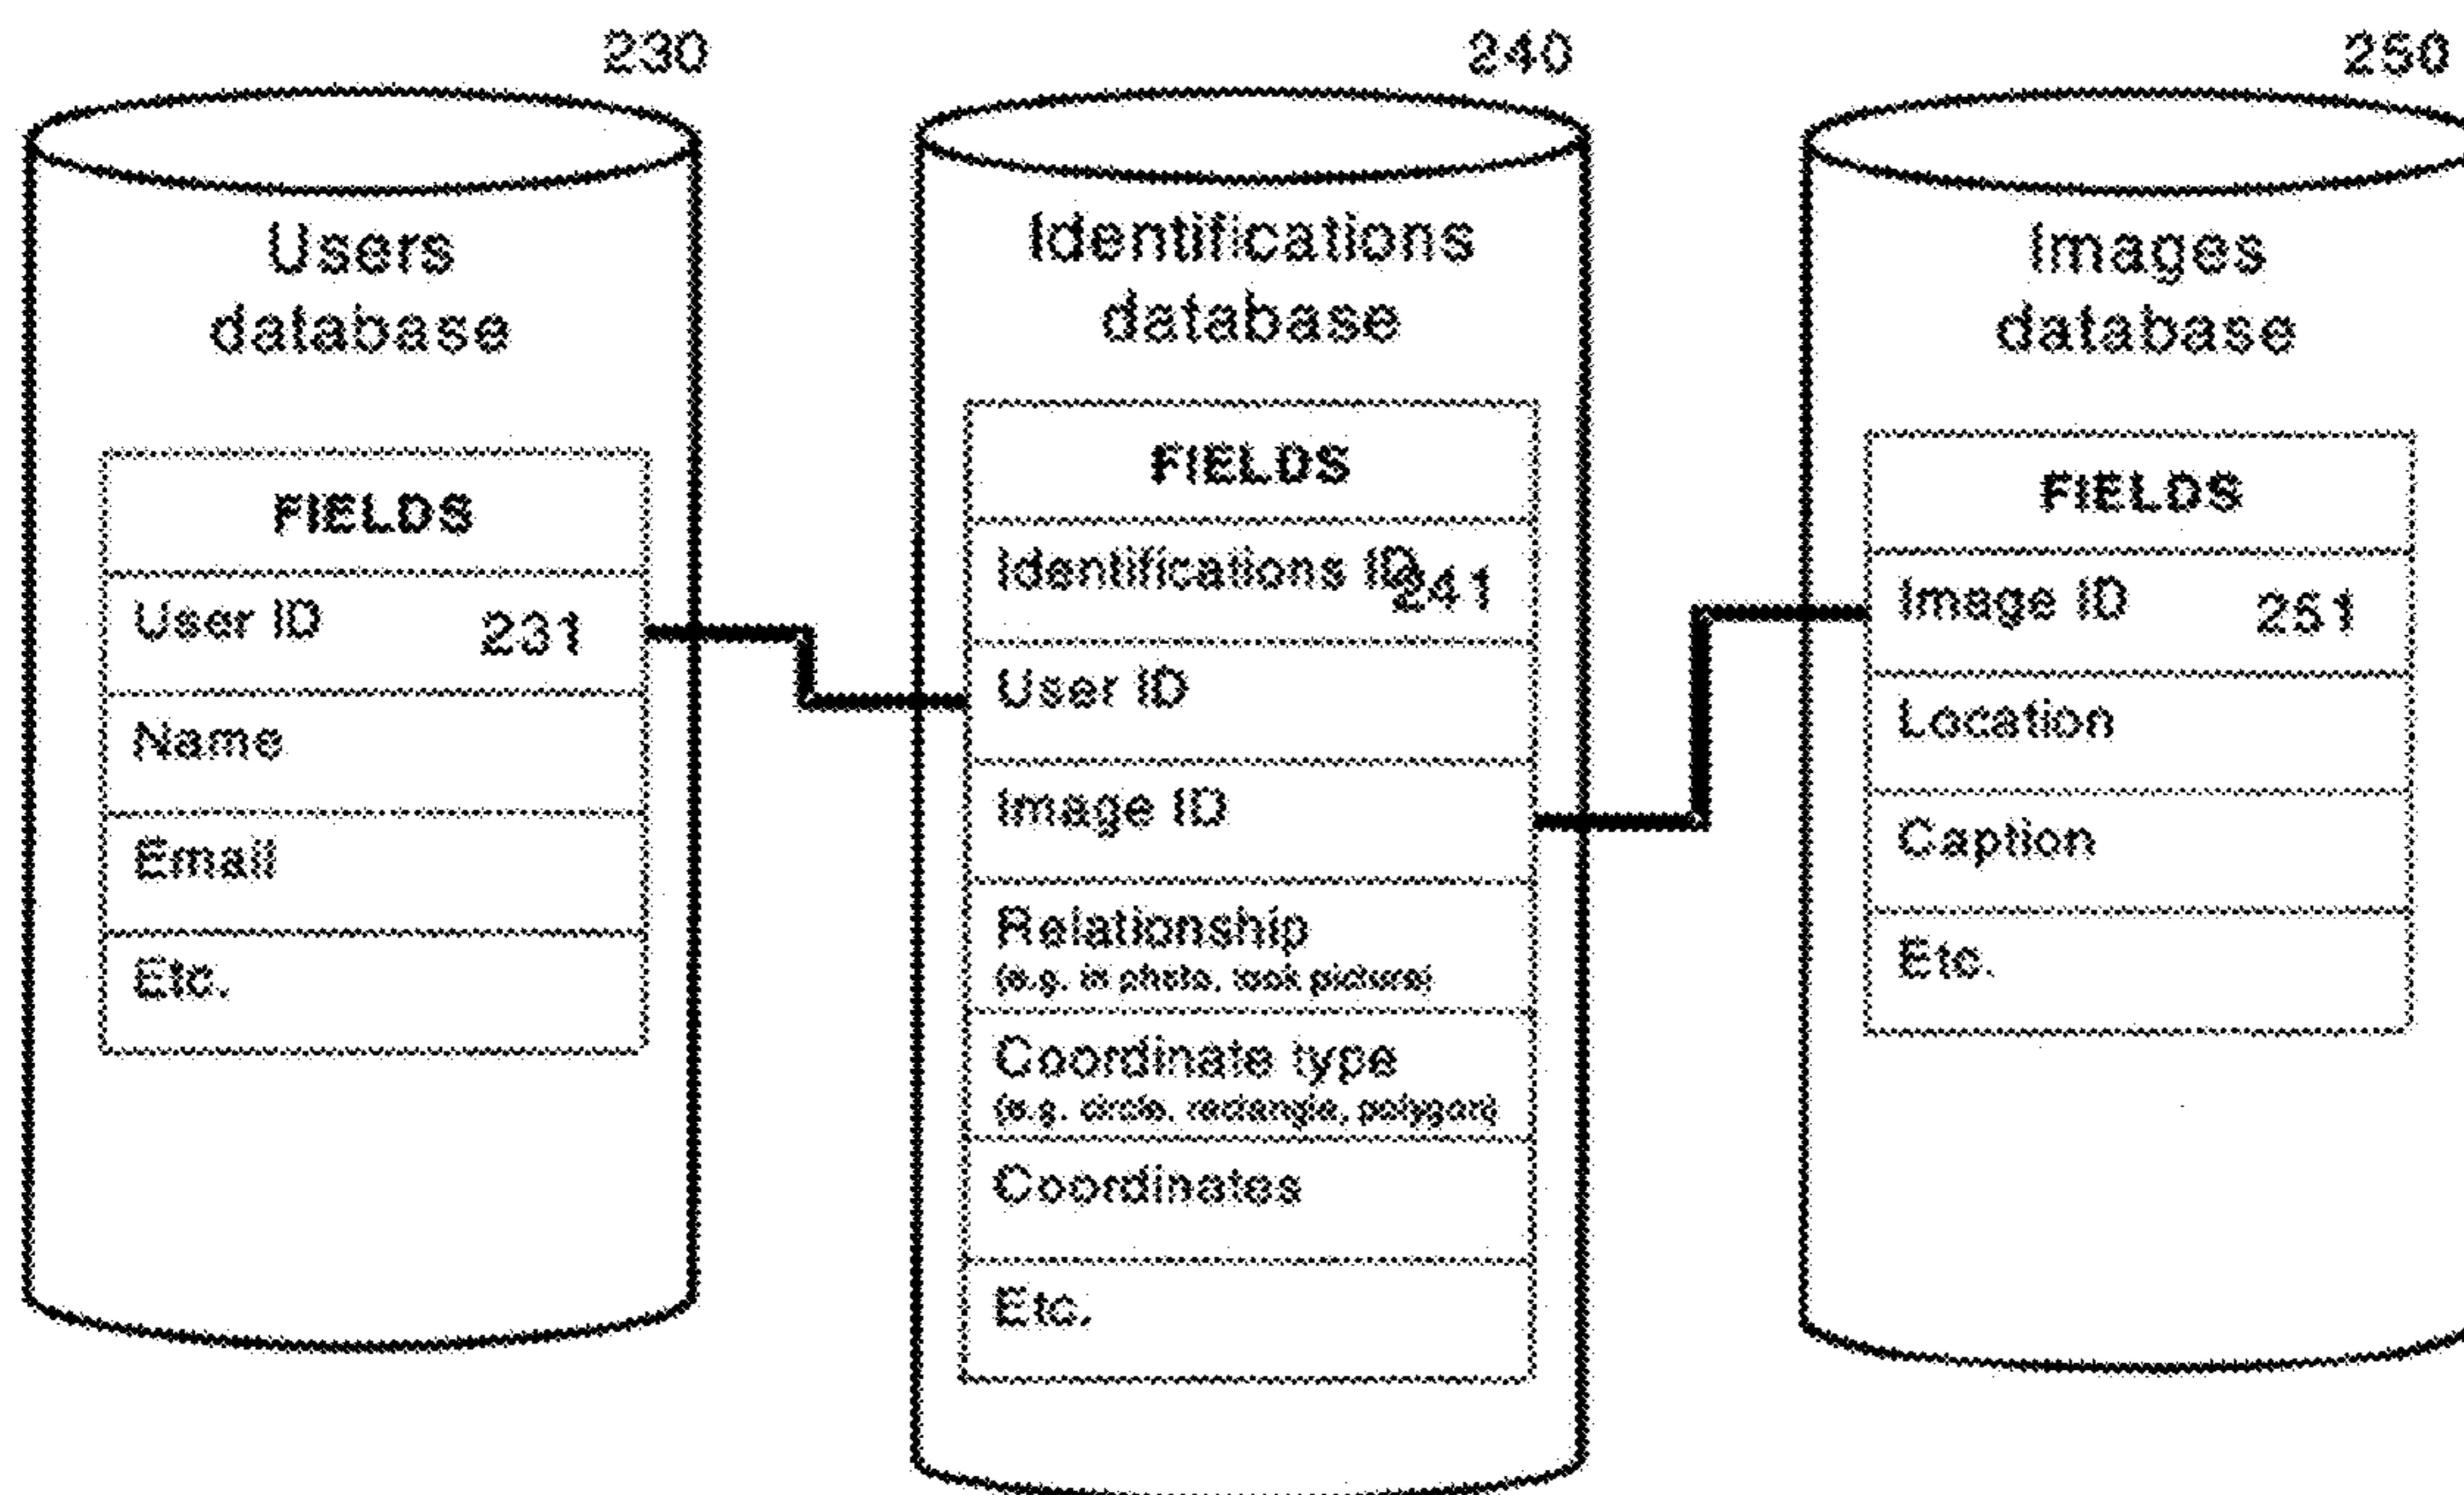 230
Users
database
FIELDS
User ID 231
Name
Email
Etc.
240
Identifications
database
FIELDS
Identifications ID 241
User ID
Image ID
Relationship
(e.g. in photo, took picture)
Coordinate type
(e.g. circle, rectangle, polygon)
Coordinates
Etc.
250
Images
database
FIELDS
Image ID 251
Location
Caption
Etc.